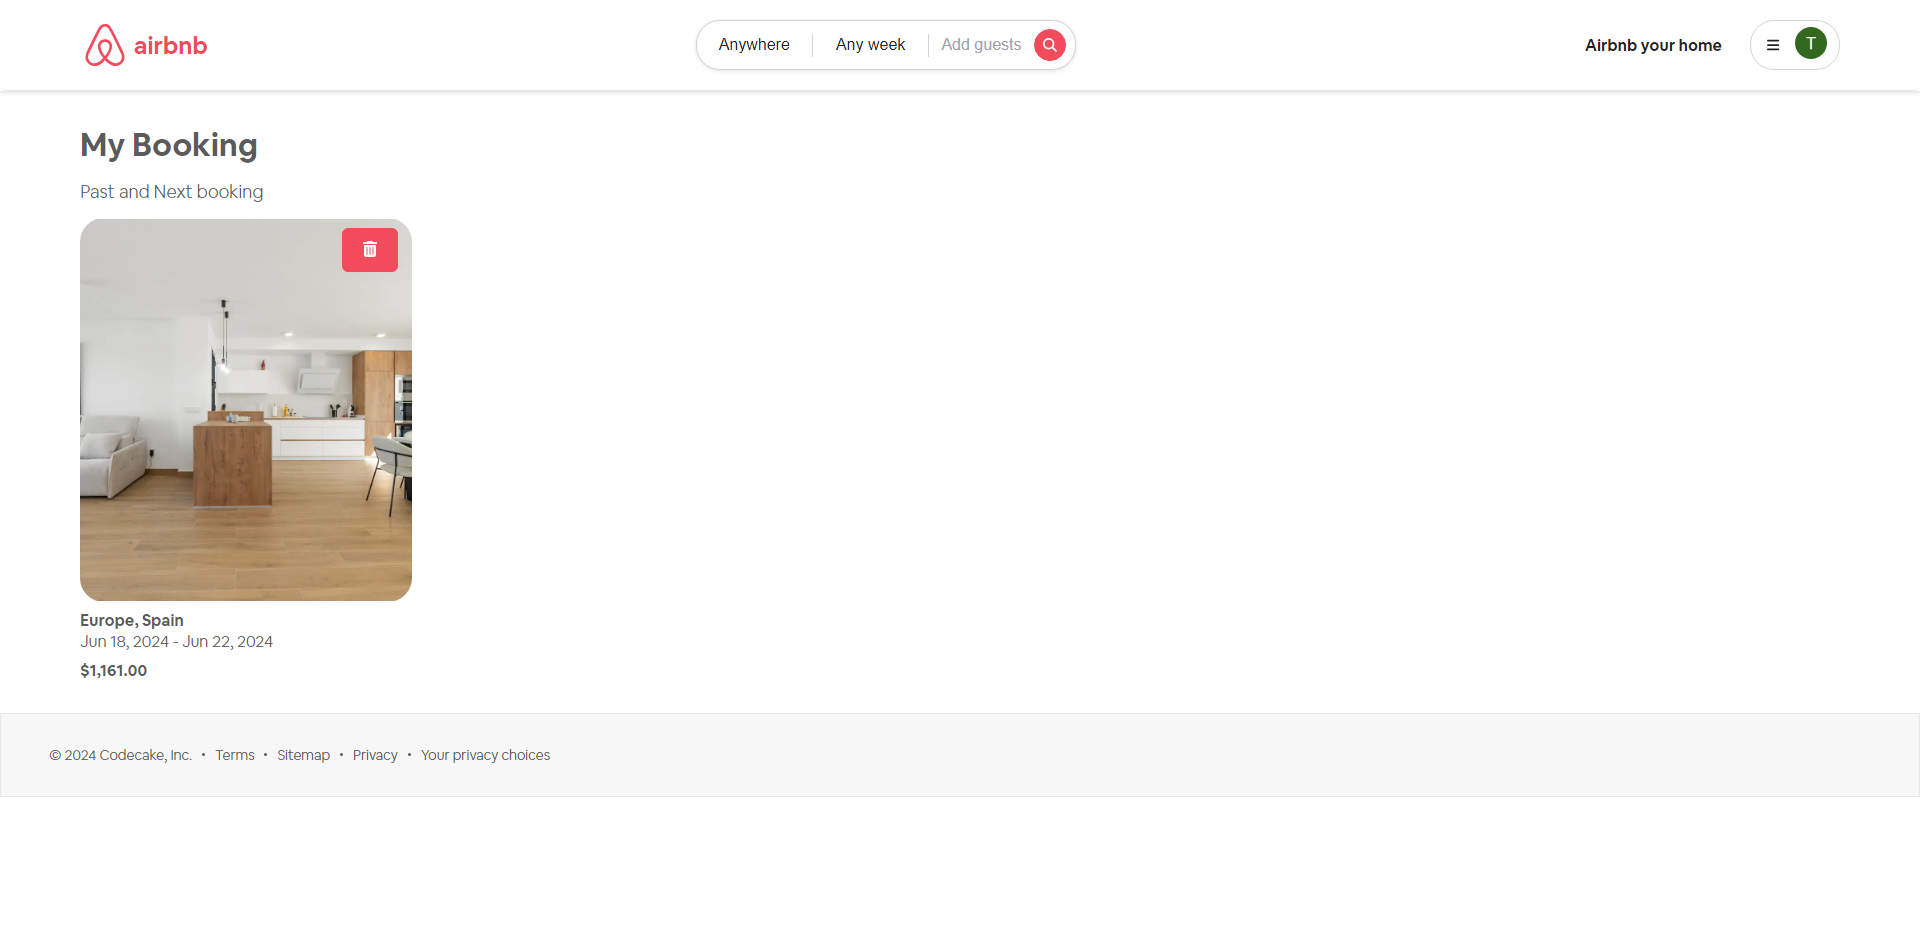 airbnb
Anywhere
Any week
Add guests
Airbnb your home
T
My Booking
Past and Next booking
Europe, Spain
Jun 18, 2024 - Jun 22, 2024
$1,161.00
© 2024 Codecake, Inc. • Terms • Sitemap • Privacy • Your privacy choices